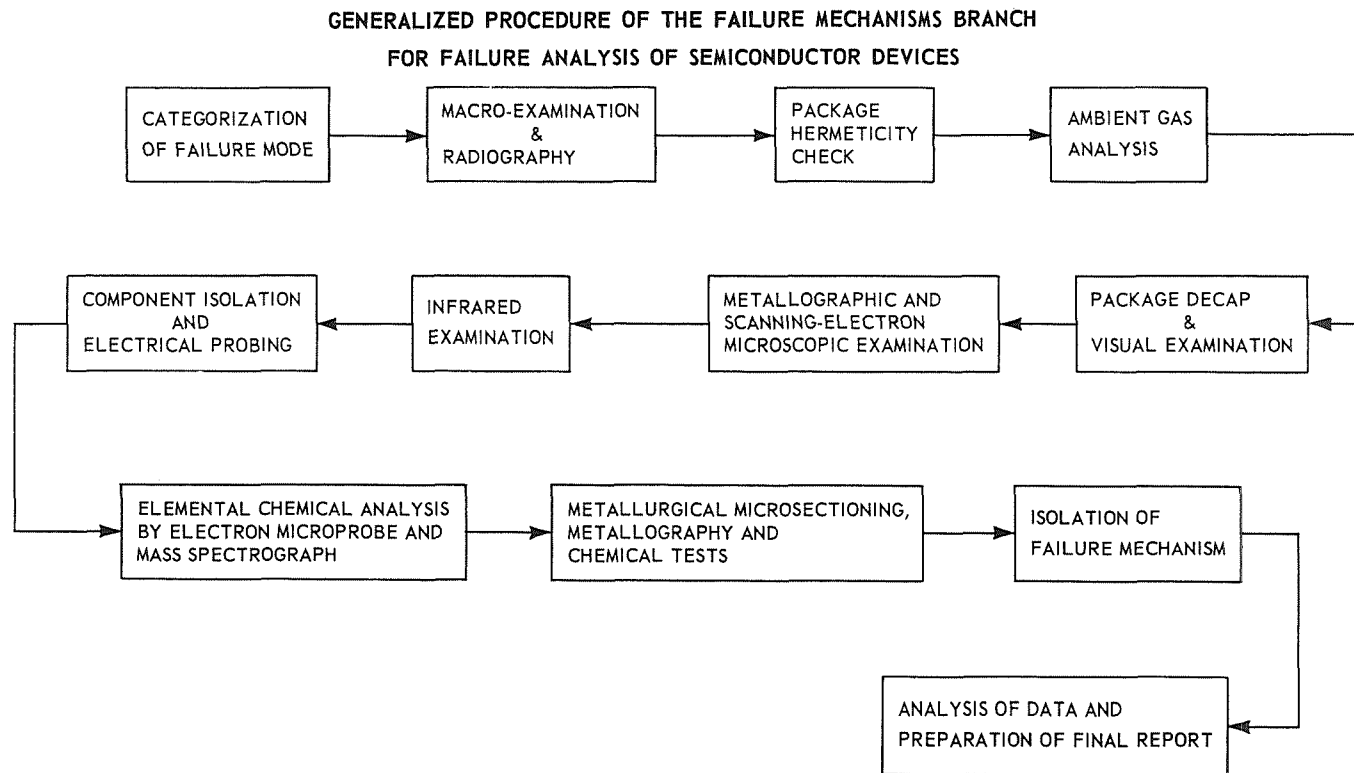 GENERALIZED PROCEDURE OF THE FAILURE MECHANISMS BRANCH
FOR FAILURE ANALYSIS OF SEMICONDUCTOR DEVICES
CATEGORIZATION
OF FAILURE MODE
MACRO-EXAMINATION
&
RADIOGRAPHY
PACKAGE
HERMETICITY
CHECK
AMBIENT GAS
ANALYSIS
PACKAGE DECAP
&
VISUAL EXAMINATION
METALLOGRAPHIC AND
SCANNING-ELECTRON
MICROSCOPIC EXAMINATION
INFRARED
EXAMINATION
COMPONENT ISOLATION
AND
ELECTRICAL PROBING
ELEMENTAL CHEMICAL ANALYSIS
BY ELECTRON MICROPROBE AND
MASS SPECTROGRAPH
METALLURGICAL MICROSECTIONING,
METALLOGRAPHY AND
CHEMICAL TESTS
ISOLATION OF
FAILURE MECHANISM
ANALYSIS OF DATA AND
PREPARATION OF FINAL REPORT